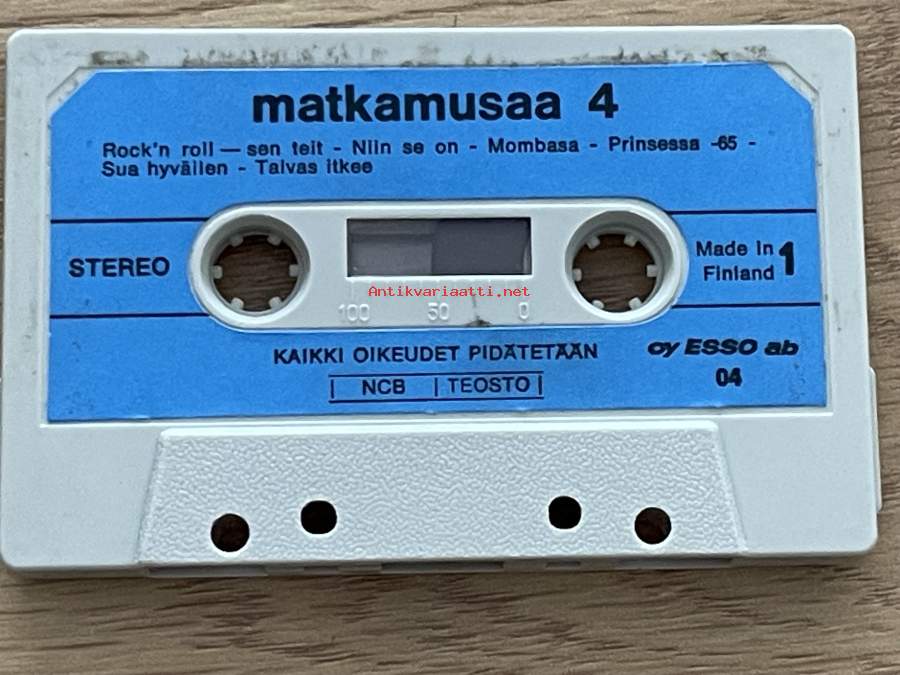 matkamusaa 4
Rock'n roll — sen teit - Niin se on - Mombasa - Prinsessa -65 -
Sua hyväilen - Taivas itkee
STEREO
Made in
Finland
1
Antikvariaatti.net
100 50 0
KAIKKI OIKEUDET PIDÄTETÄÄN
oy ESSO ab
NCB | TEOSTO
04